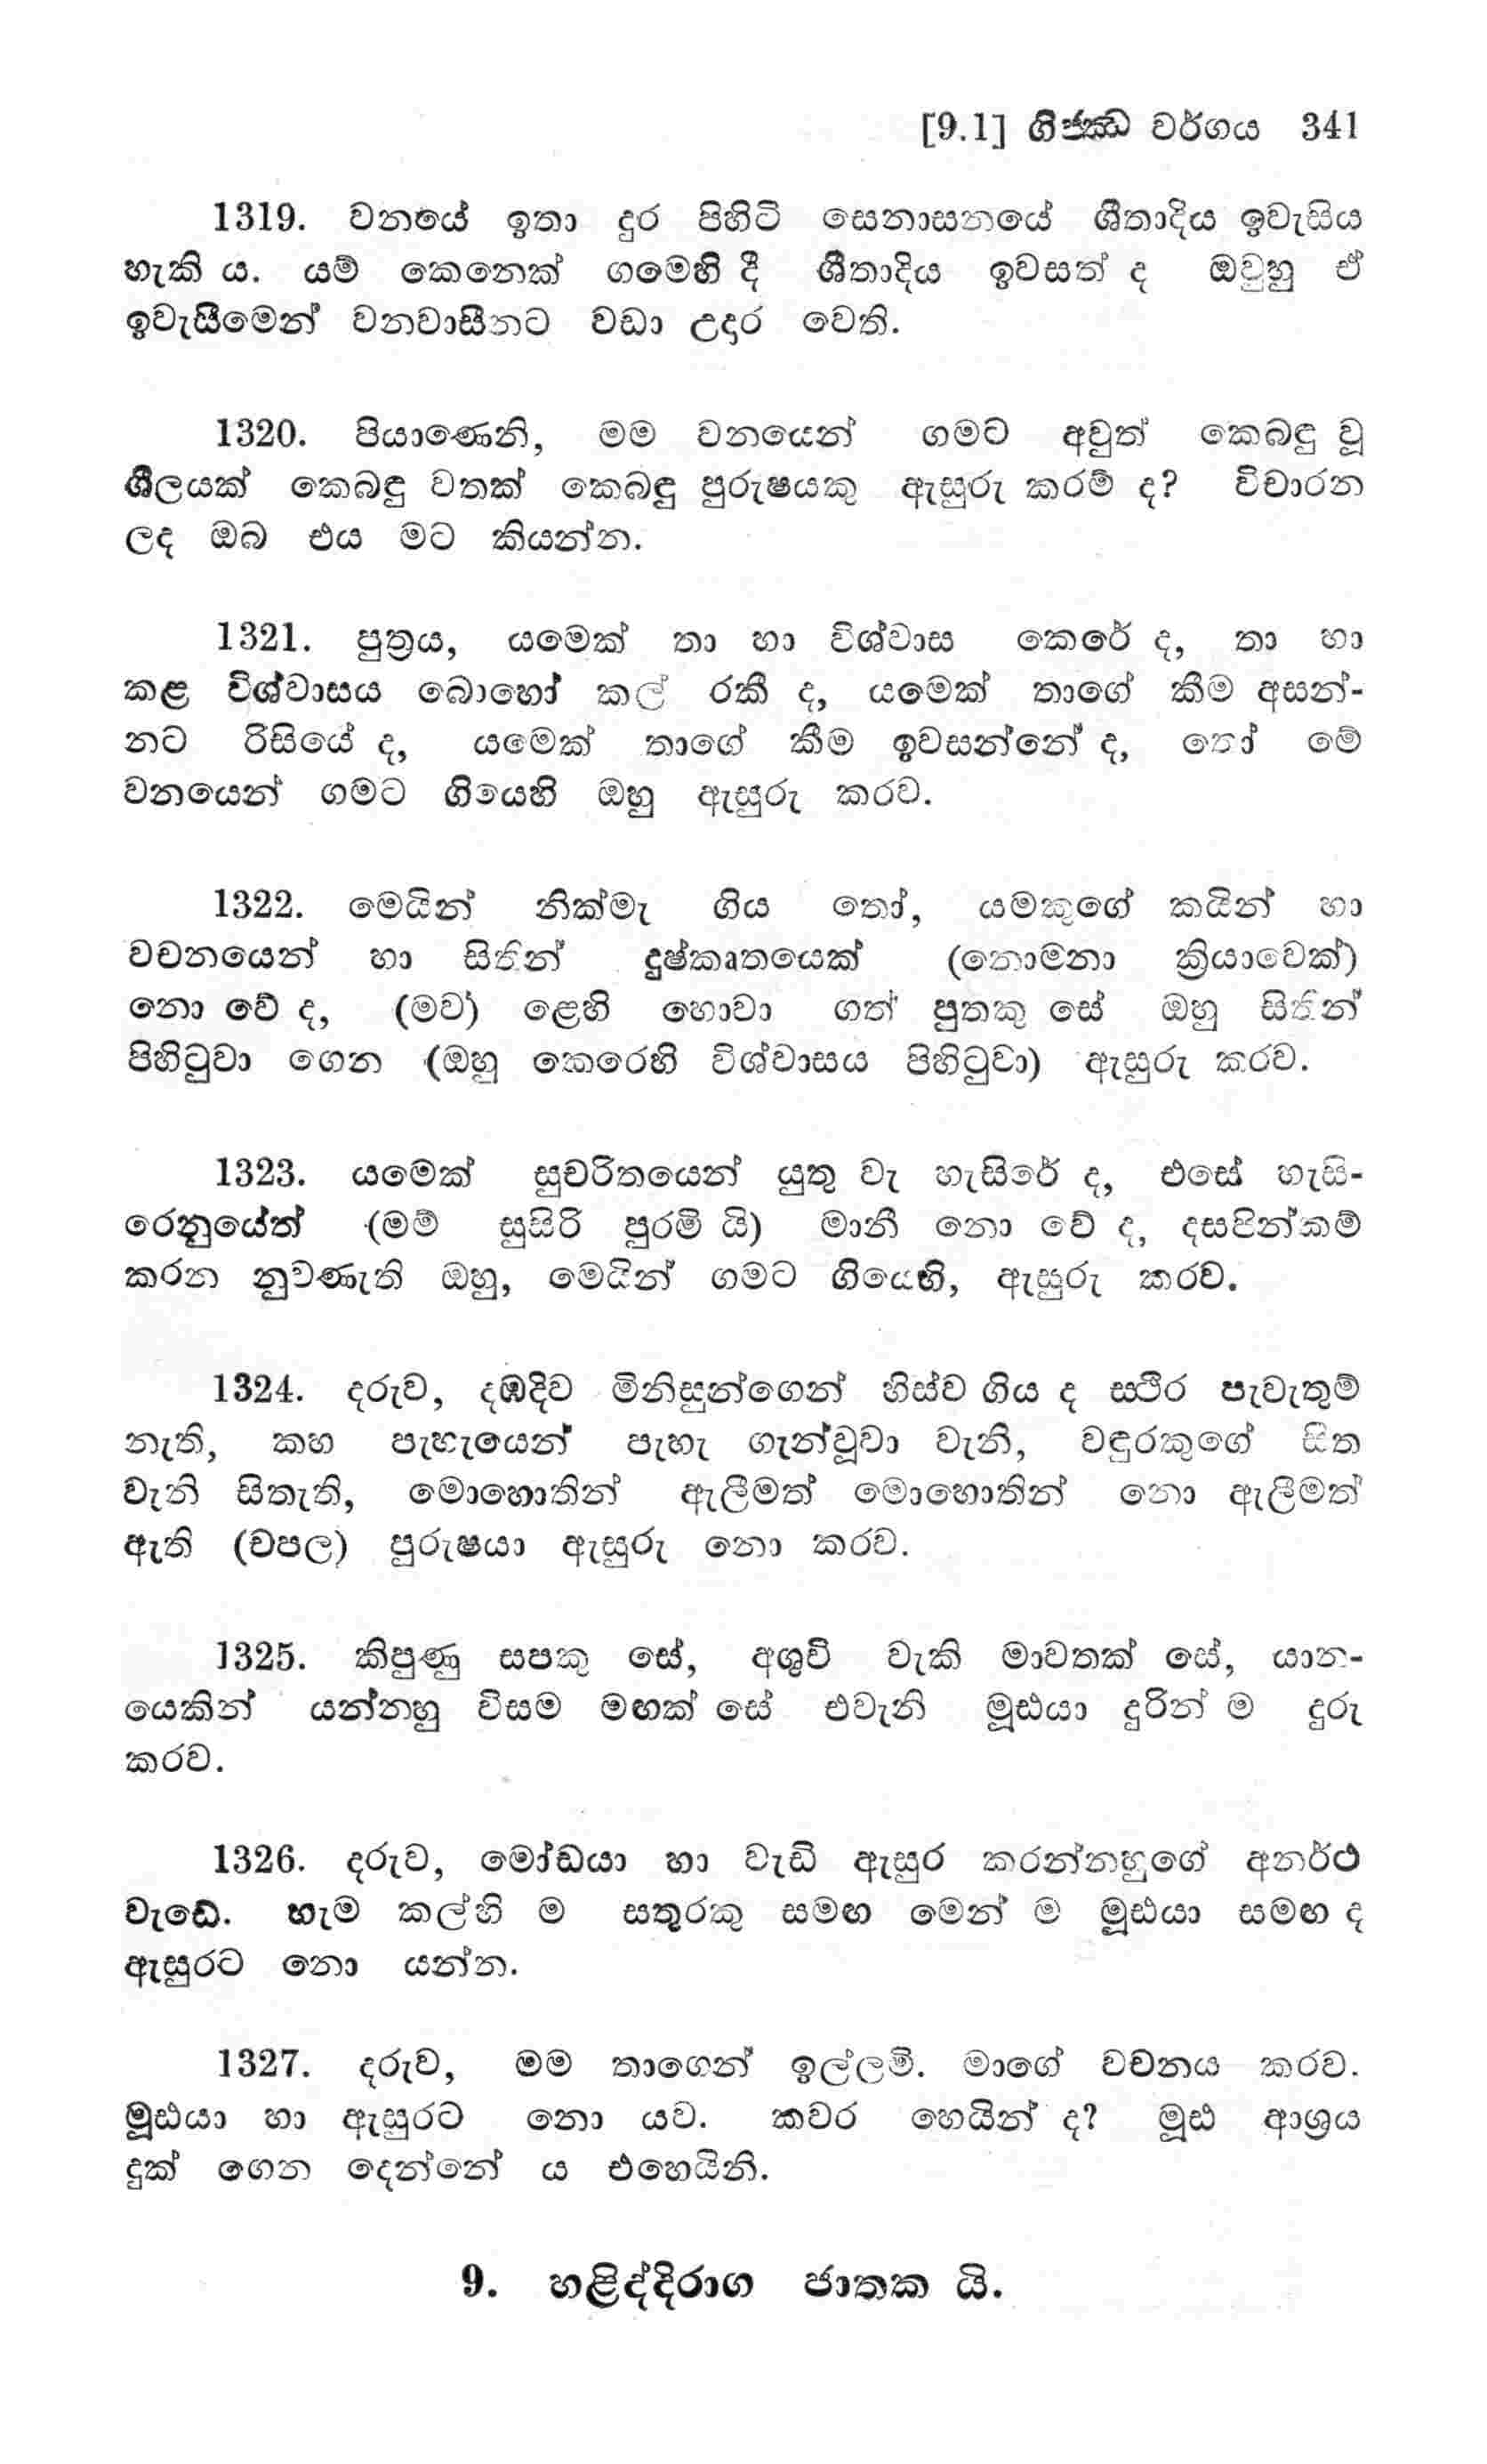 [9.1] ගිජ්ඣ වර්ගය 341
1319. වනයේ ඉතා දුර පිහිටි සෙනාසනයේ ශීතාදිය ඉවැසිය
හැකි ය. යම් කෙනෙක් ගමෙහි දී ශීතාදිය ඉවසත් ද ඔවුහු ඒ
ඉවැසීමෙන් වනවාසීනට වඩා උදාර වෙති.
1320. පියාණෙනි, මම වනයෙන් ගමට අවුත් කෙබඳු වූ
ශීලයක් කෙබඳු වතක් කෙබඳු පුරුෂයකු ඇසුරු කරම් ද? විචාරන
ලද ඔබ එය මට කියන්න.
1321. පුත්‍රය, යමෙක් තා හා විශ්වාස කෙරේ ද, තා හා
කළ විශ්වාසය බොහෝ කල් රකී ද, යමෙක් තාගේ කීම අසන්-
නට රිසියේ ද, යමෙක් තාගේ කීම ඉවසන්නේ ද, තෝ මේ
වනයෙන් ගමට ගියෙහි ඔහු ඇසුරු කරව.
1322. මෙයින් නික්මැ ගිය තෝ, යමකුගේ කයින් හා
වචනයෙන් හා සිතින් දුෂ්කෘතයෙක් (නොමනා ක්‍රියාවෙක්)
නො වේ ද, (මව) ළෙහි හොවා ගත් පුතකු සේ ඔහු සිතින්
පිහිටුවා ගෙන (ඔහු කෙරෙහි විශ්වාසය පිහිටුවා) ඇසුරු කරව.
1323. යමෙක් සුචරිතයෙන් යුතු වැ හැසිරේ ද, එසේ හැසි-
රෙනුයේත් (මම් සුසිරි පුරමි යි) මානී නො වේ ද, දසපින්කම්
කරන නුවණැති ඔහු, මෙයින් ගමට ගියෙහි, ඇසුරු කරව.
1324. දරුව, දඹදිව මිනිසුන්ගෙන් හිස්ව ගිය ද ස්ථිර පැවැතුම්
නැති, කහ පැහැයෙන් පැහැ ගැන්වූවා වැනි, වඳුරකුගේ සිත
වැනි සිතැති, මොහොතින් ඇලීමත් මොහොතින් නො ඇලීමත්
ඇති (චපල) පුරුෂයා ඇසුරු නො කරව.
1325. කිපුණු සපකු සේ, අශුචි වැකි මාවතක් සේ, යාන-
යෙකින් යන්නහු විසම මඟක් සේ එවැනි මූඪයා දුරින් ම දුරු
කරව.
1326. දරුව, මෝඩයා හා වැඩි ඇසුර කරන්නහුගේ අනර්ථ
වැඩේ. හැම කල්හි ම සතුරකු සමඟ මෙන් ම මූඪයා සමඟ ද
ඇසුරට නො යන්න.
1327. දරුව, මම තාගෙන් ඉල්ලමි. මාගේ වචනය කරව.
මූඪයා හා ඇසුරට නො යව. කවර හෙයින් ද? මූඪ ආශ්‍රය
දුක් ගෙන දෙන්නේ ය එහෙයිනි.
9. හළිද්දිරාග ජාතක යි.